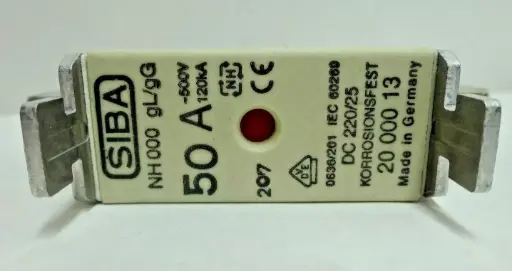 SIBA
NH000 gL/gG
50 A
~500V
120kA
NH
CE
207
VDE
0636/201 IEC 60269
DC 220/25
KORROSIONSFEST
20 000 13
Made in Germany